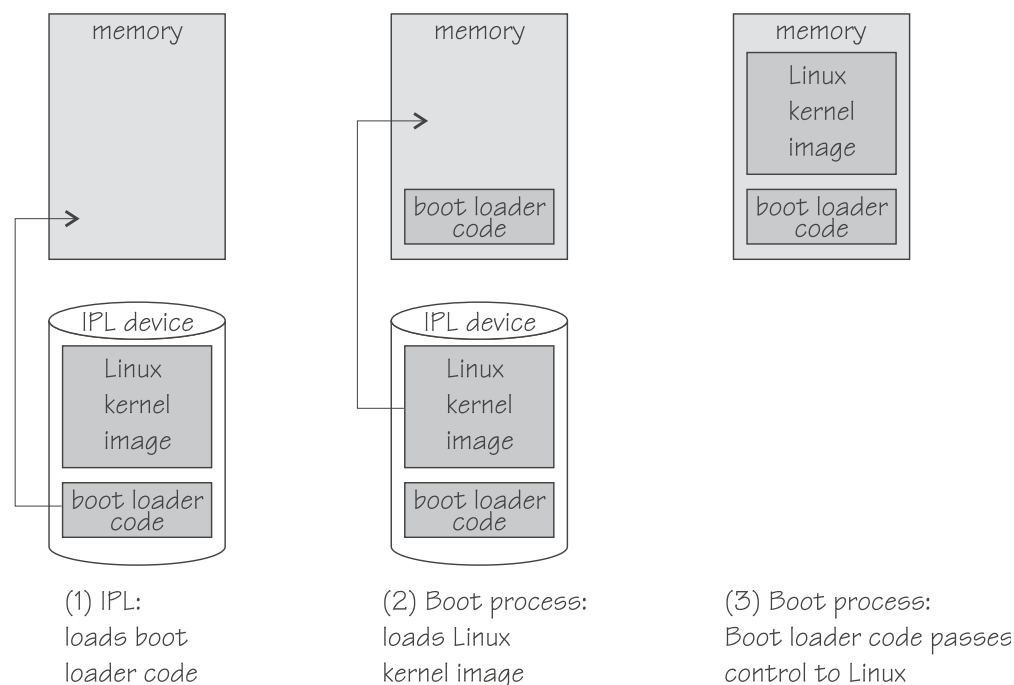 memory
IPL device
Linux
kernel
image
boot loader
code
(1) IPL:
loads boot
loader code
memory
boot loader
code
IPL device
Linux
kernel
image
boot loader
code
(2) Boot process:
loads Linux
kernel image
memory
Linux
kernel
image
boot loader
code
(3) Boot process:
Boot loader code passes
control to Linux